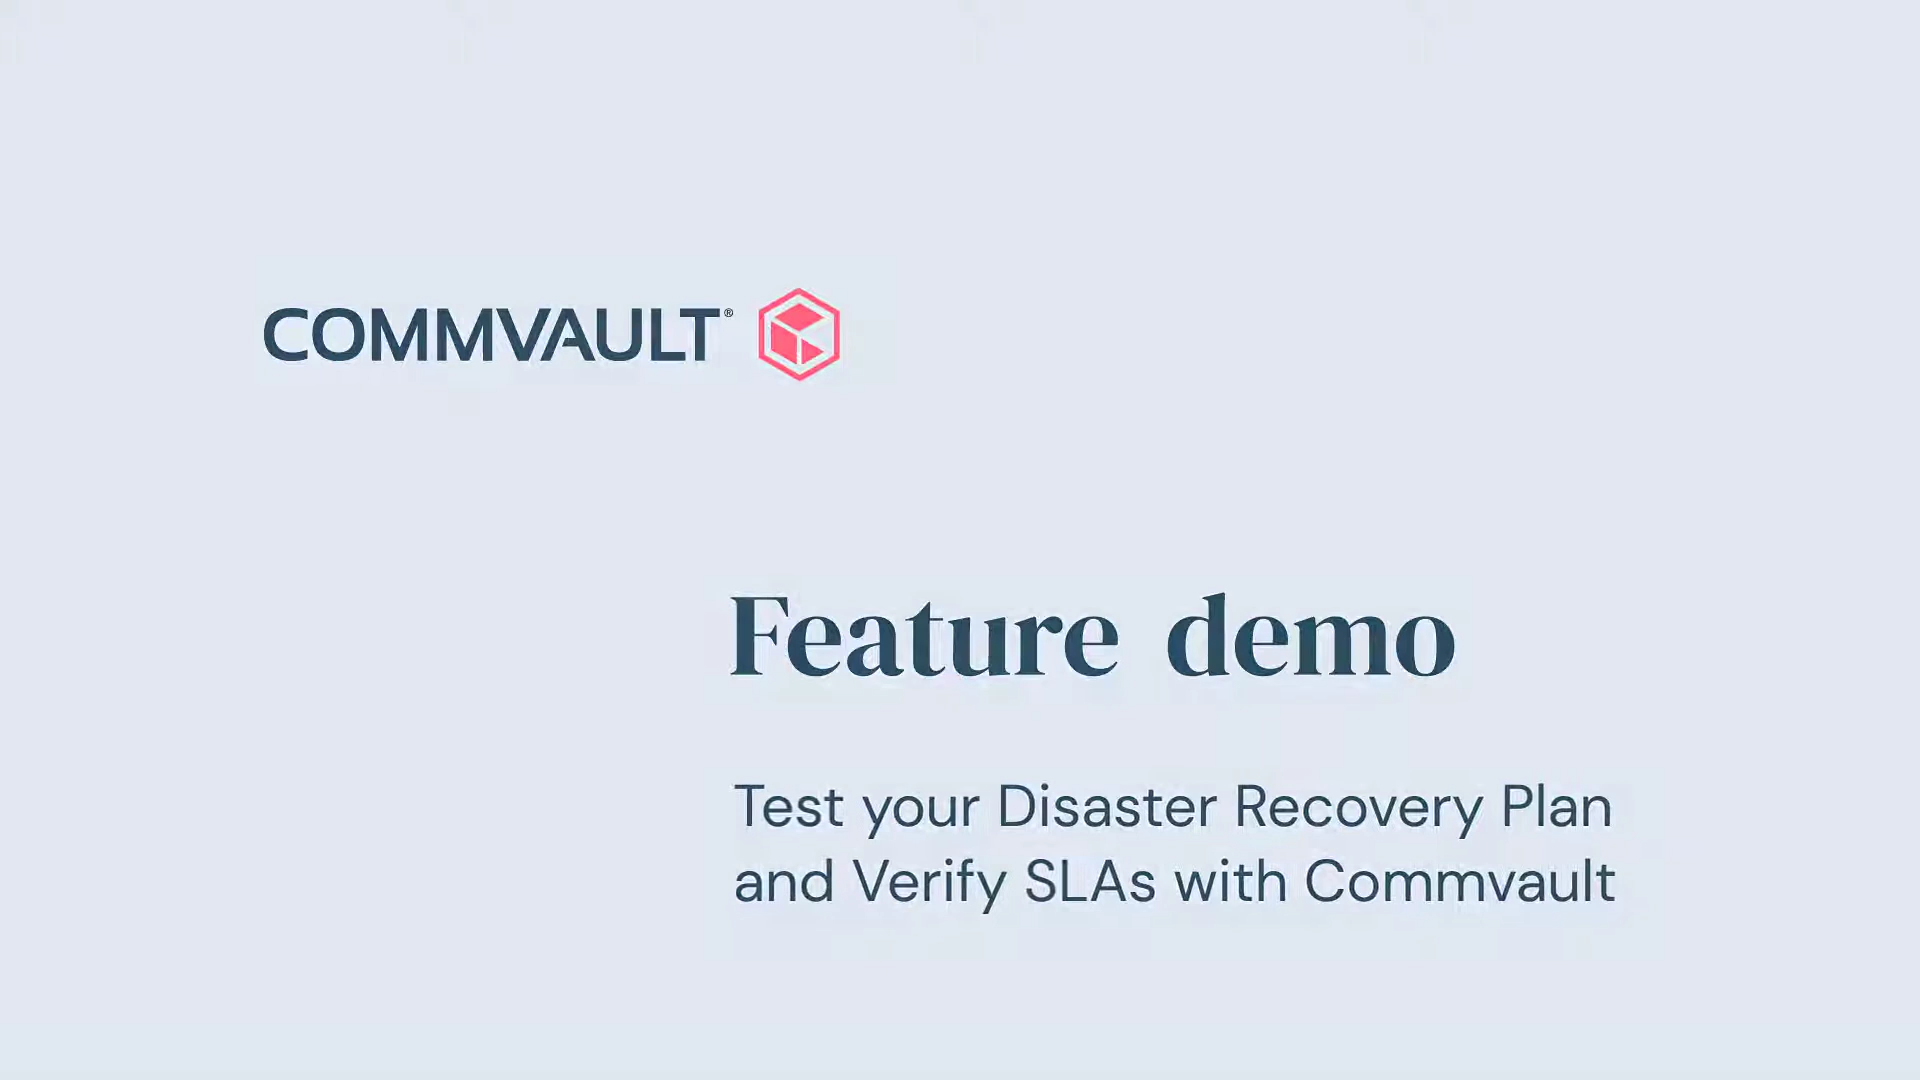 COMMVAULT®
Feature demo
Test your Disaster Recovery Plan
and Verify SLAs with Commvault